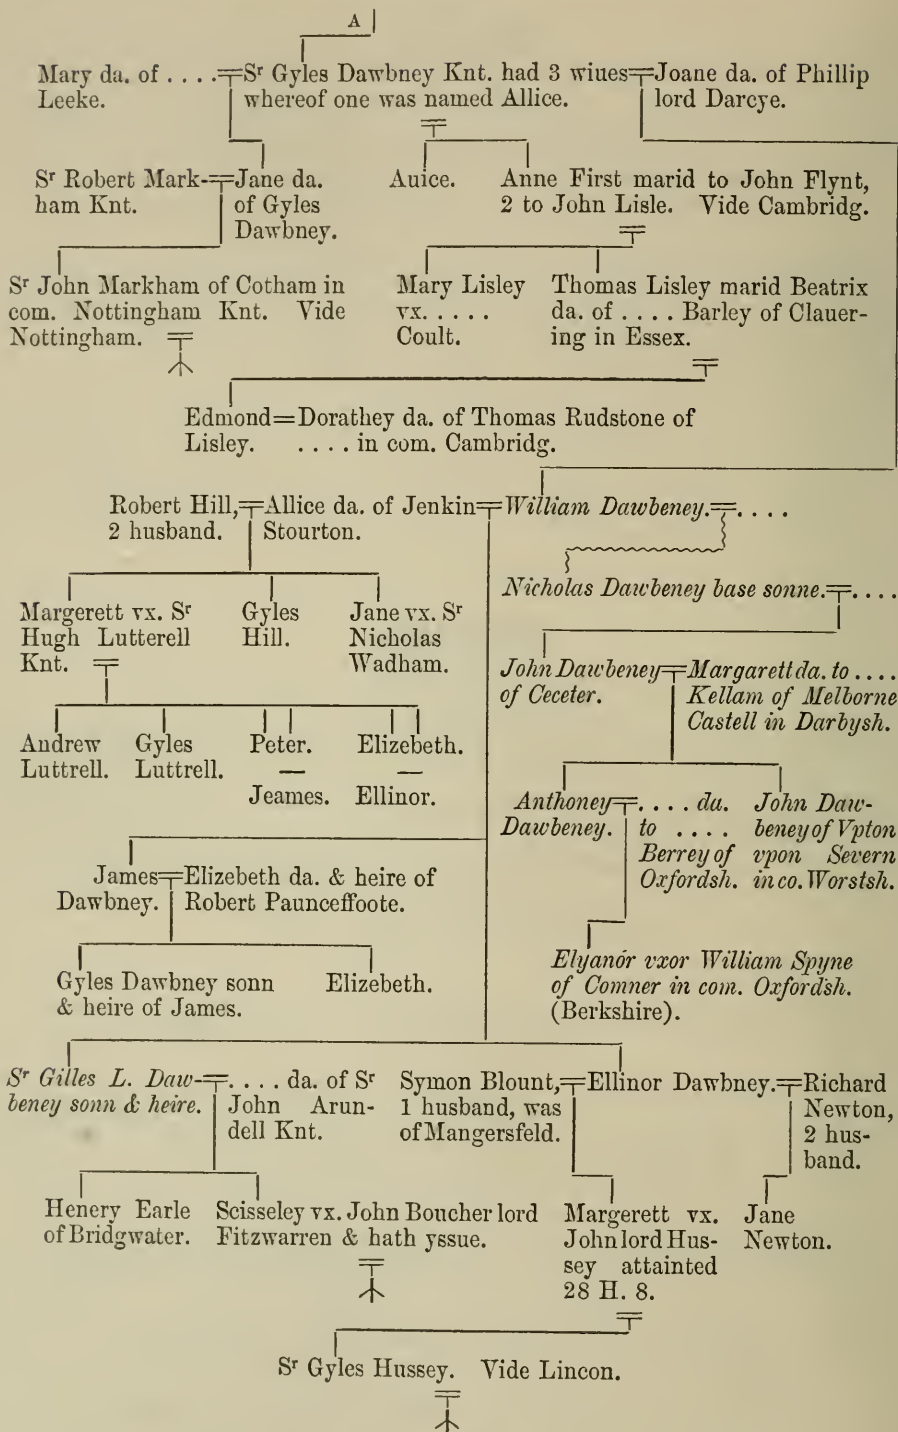 A
Mary da. of . . . .
Leeke.
Sr Gyles Dawbney Knt. had 3 wiues
whereof one was named Allice.
Joane da. of Phillip
lord Darcye.
Sr Robert Mark-
ham Knt.
Jane da.
of Gyles
Dawbney.
Auice.
Anne First marid to John Flynt,
2 to John Lisle. Vide Cambridg.
Sr John Markham of Cotham in
com. Nottingham Knt. Vide
Nottingham.
Mary Lisley
vx. . . . .
Coult.
Thomas Lisley marid Beatrix
da. of . . . . Barley of Clauer-
ing in Essex.
Edmond=Dorathey da. of Thomas Rudstone of
Lisley. . . . . in com. Cambridg.
Robert Hill,
2 husband.
Allice da. of Jenkin
Stourton.
William Dawbeney.
. . . .
Nicholas Dawbeney base sonne.
. . . .
Margerett vx. Sr
Hugh Lutterell
Knt.
Gyles
Hill.
Jane vx. Sr
Nicholas
Wadham.
John Dawbeney
of Ceceter.
Margarett da. to . . . .
Kellam of Melborne
Castell in Darbysh.
Andrew
Luttrell.
Gyles
Luttrell.
Peter.
—
Jeames.
Elizebeth.
—
Ellinor.
Anthoney
Dawbeney.
. . . . da.
to . . . .
Berrey of
Oxfordsh.
John Daw-
beney of Vpton
vpon Severn
in co. Worstsh.
James
Dawbney.
Elizebeth da. & heire of
Robert Paunceffoote.
Gyles Dawbney sonn
& heire of James.
Elizebeth.
Elyanor vxor William Spyne
of Comner in com. Oxfordsh.
(Berkshire).
Sr Gilles L. Daw-
beney sonn & heire.
. . . . da. of Sr
John Arun-
dell Knt.
Symon Blount,
1 husband, was
of Mangersfeld.
Ellinor Dawbney.
Richard
Newton,
2 hus-
band.
Henery Earle
of Bridgwater.
Scisseley vx. John Boucher lord
Fitzwarren & hath yssue.
Margerett vx.
John lord Hus-
sey attainted
28 H. 8.
Jane
Newton.
Sr Gyles Hussey. Vide Lincon.